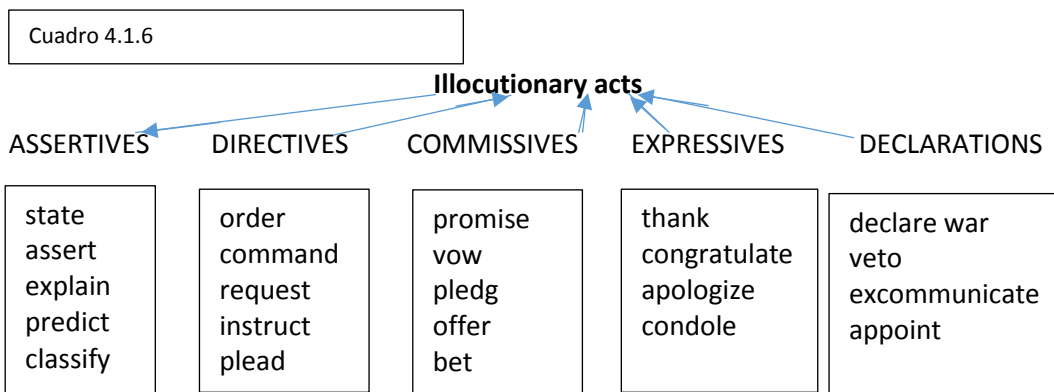 Cuadro 4.1.6
Illocutionary acts
ASSERTIVES DIRECTIVES COMMISSIVES EXPRESSIVES DECLARATIONS
state
assert
explain
predict
classify
order
command
request
instruct
plead
promise
vow
pledg
offer
bet
thank
congratulate
apologize
condole
declare war
veto
excommunicate
appoint